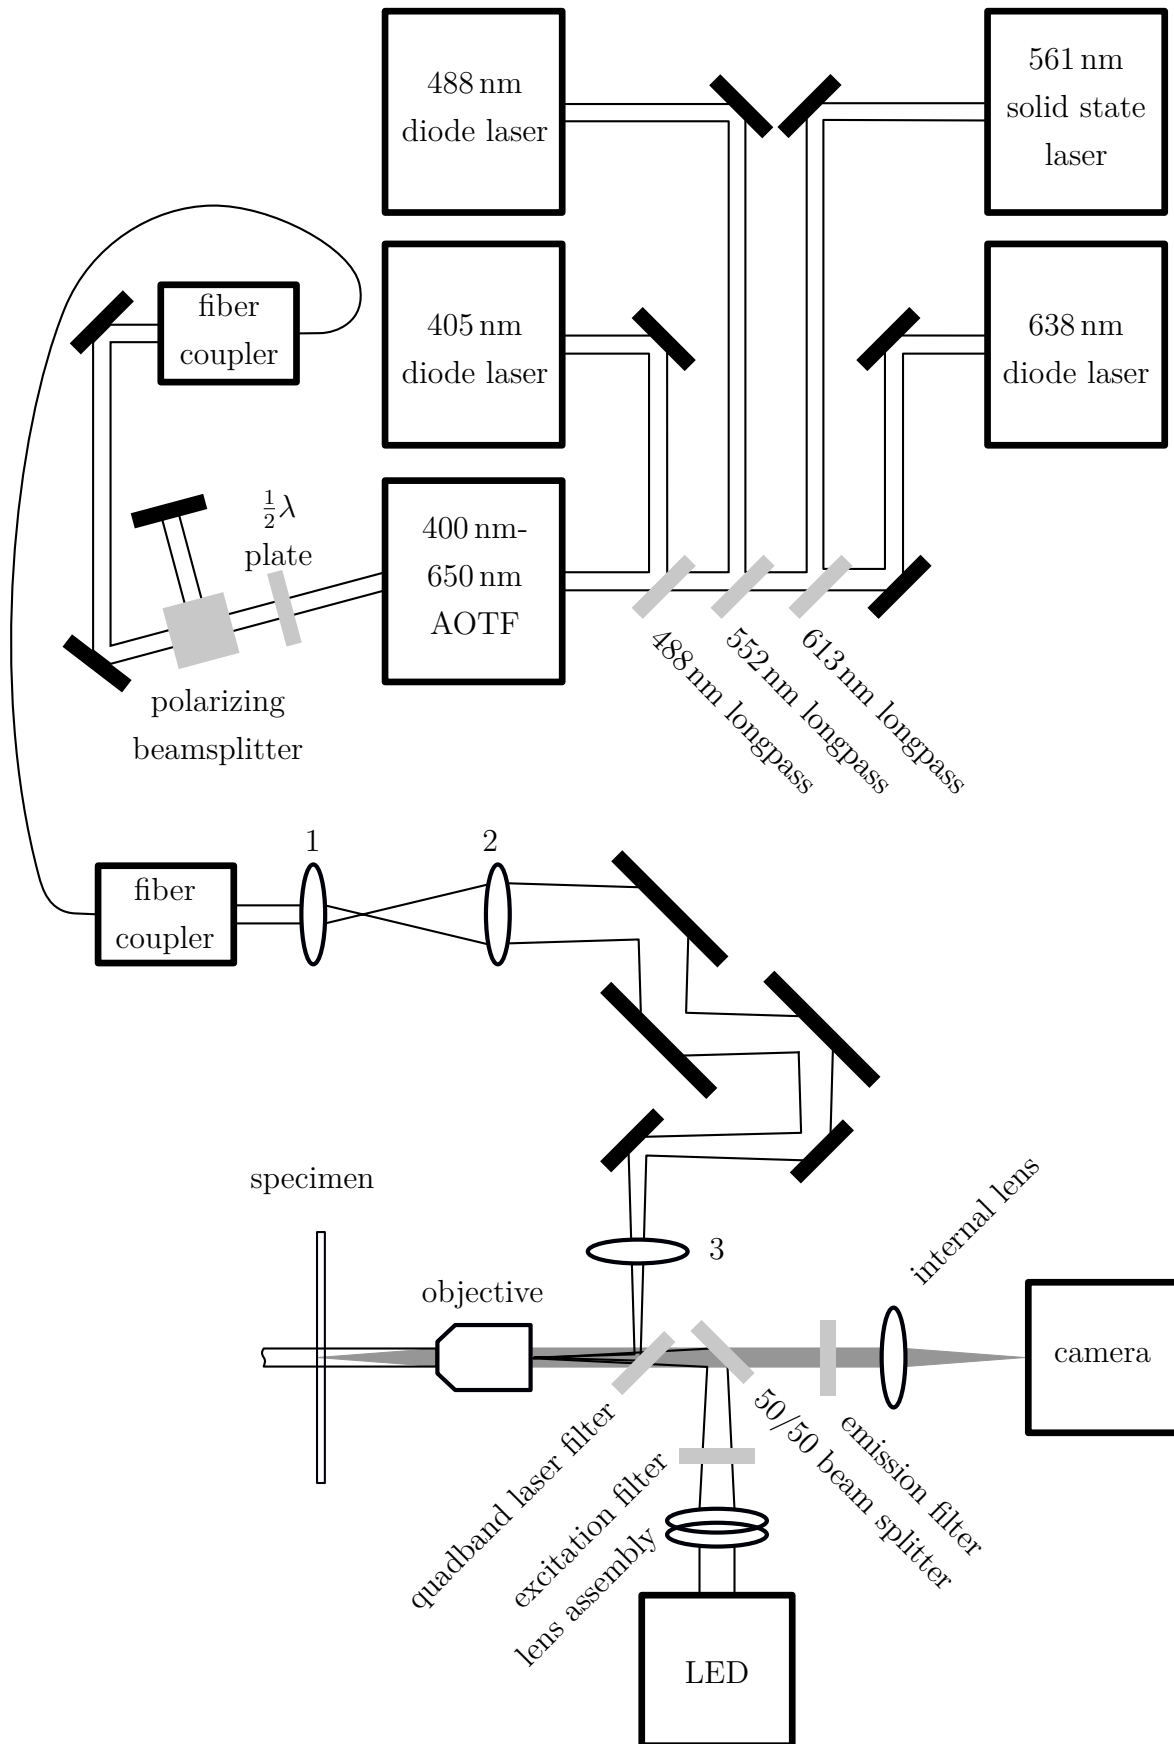 488 nm
diode laser
561 nm
solid state
laser
fiber
coupler
405 nm
diode laser
638 nm
diode laser
½λ
plate
400 nm-
650 nm
AOTF
polarizing
beamsplitter
488 nm longpass
552 nm longpass
613 nm longpass
1
2
fiber
coupler
specimen
3
internal lens
objective
camera
quadband laser filter
excitation filter
lens assembly
50/50 beam splitter
emission filter
LED